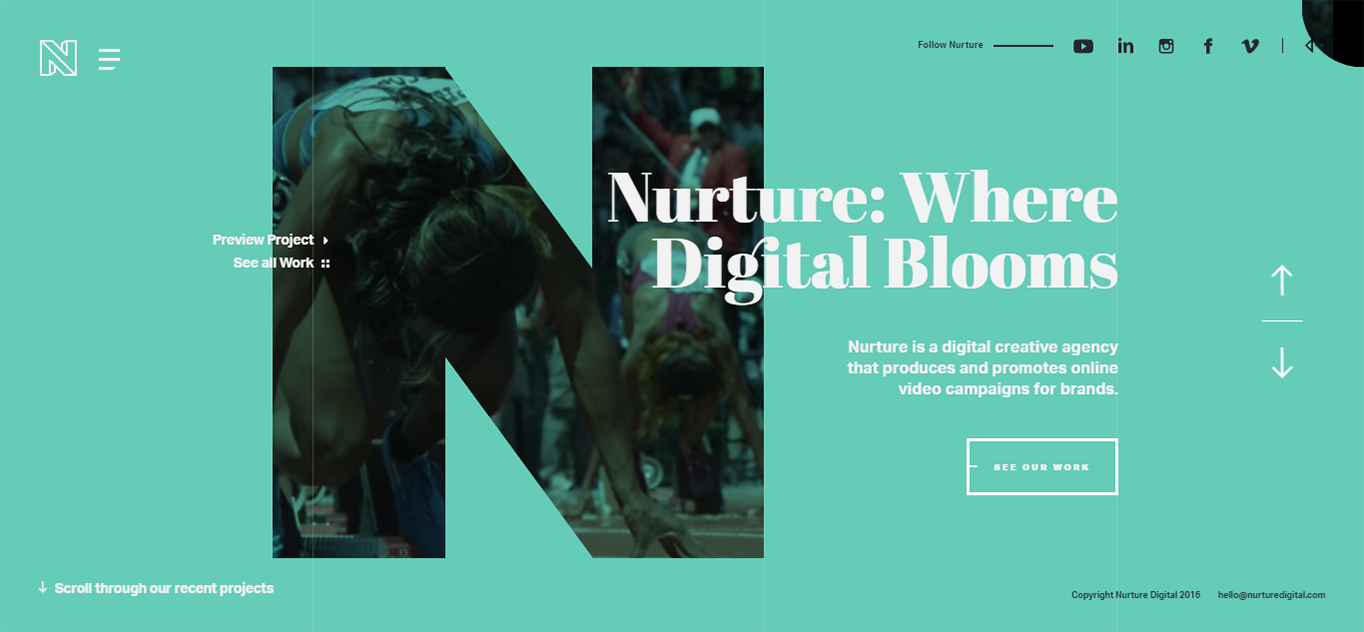 Follow Nurture
Nurture: Where
Digital Blooms
Preview Project
See all Work
Nurture is a digital creative agency
that produces and promotes online
video campaigns for brands.
SEE OUR WORK
Scroll through our recent projects
Copyright Nurture Digital 2016 hello@nurturedigital.com